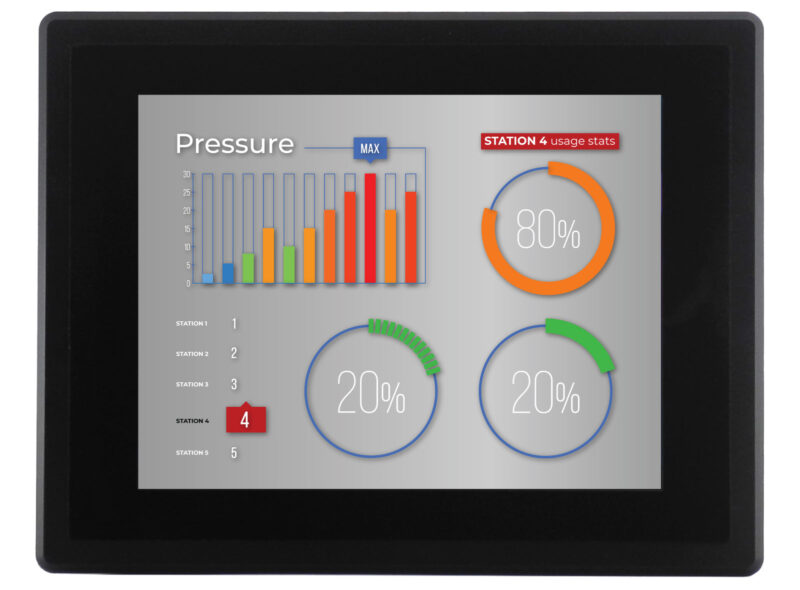 Pressure
MAX
30
25
20
15
10
5
0
STATION 4 usage stats
80%
STATION 1 1
STATION 2 2
STATION 3 3
STATION 4 4
STATION 5 5
20%
20%